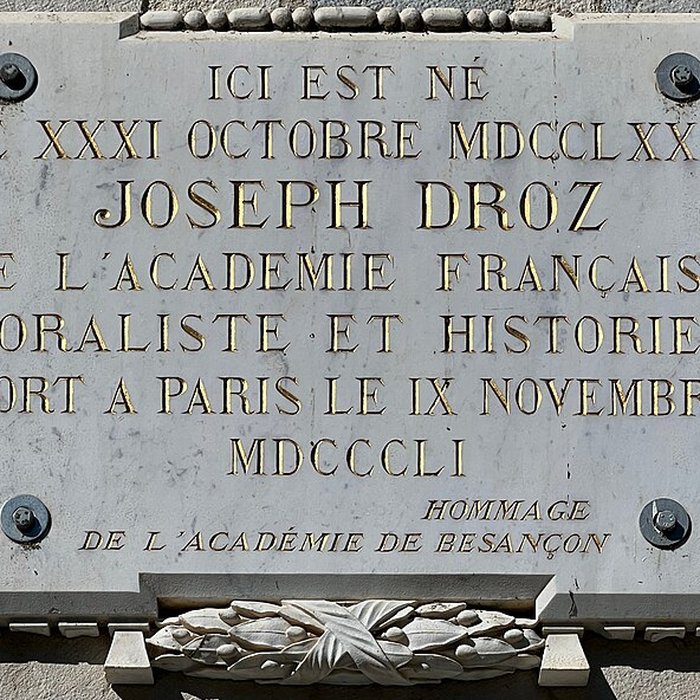 ICI EST NÉ
XXXI OCTOBRE MDCCLXX
JOSEPH DROZ
E L'ACADEMIE FRANÇAIS
ORALISTE ET HISTORIE
ORT A PARIS LE IX NOVEMBR
MDCCCLI
HOMMAGE
DE L'ACADÉMIE DE BESANÇON